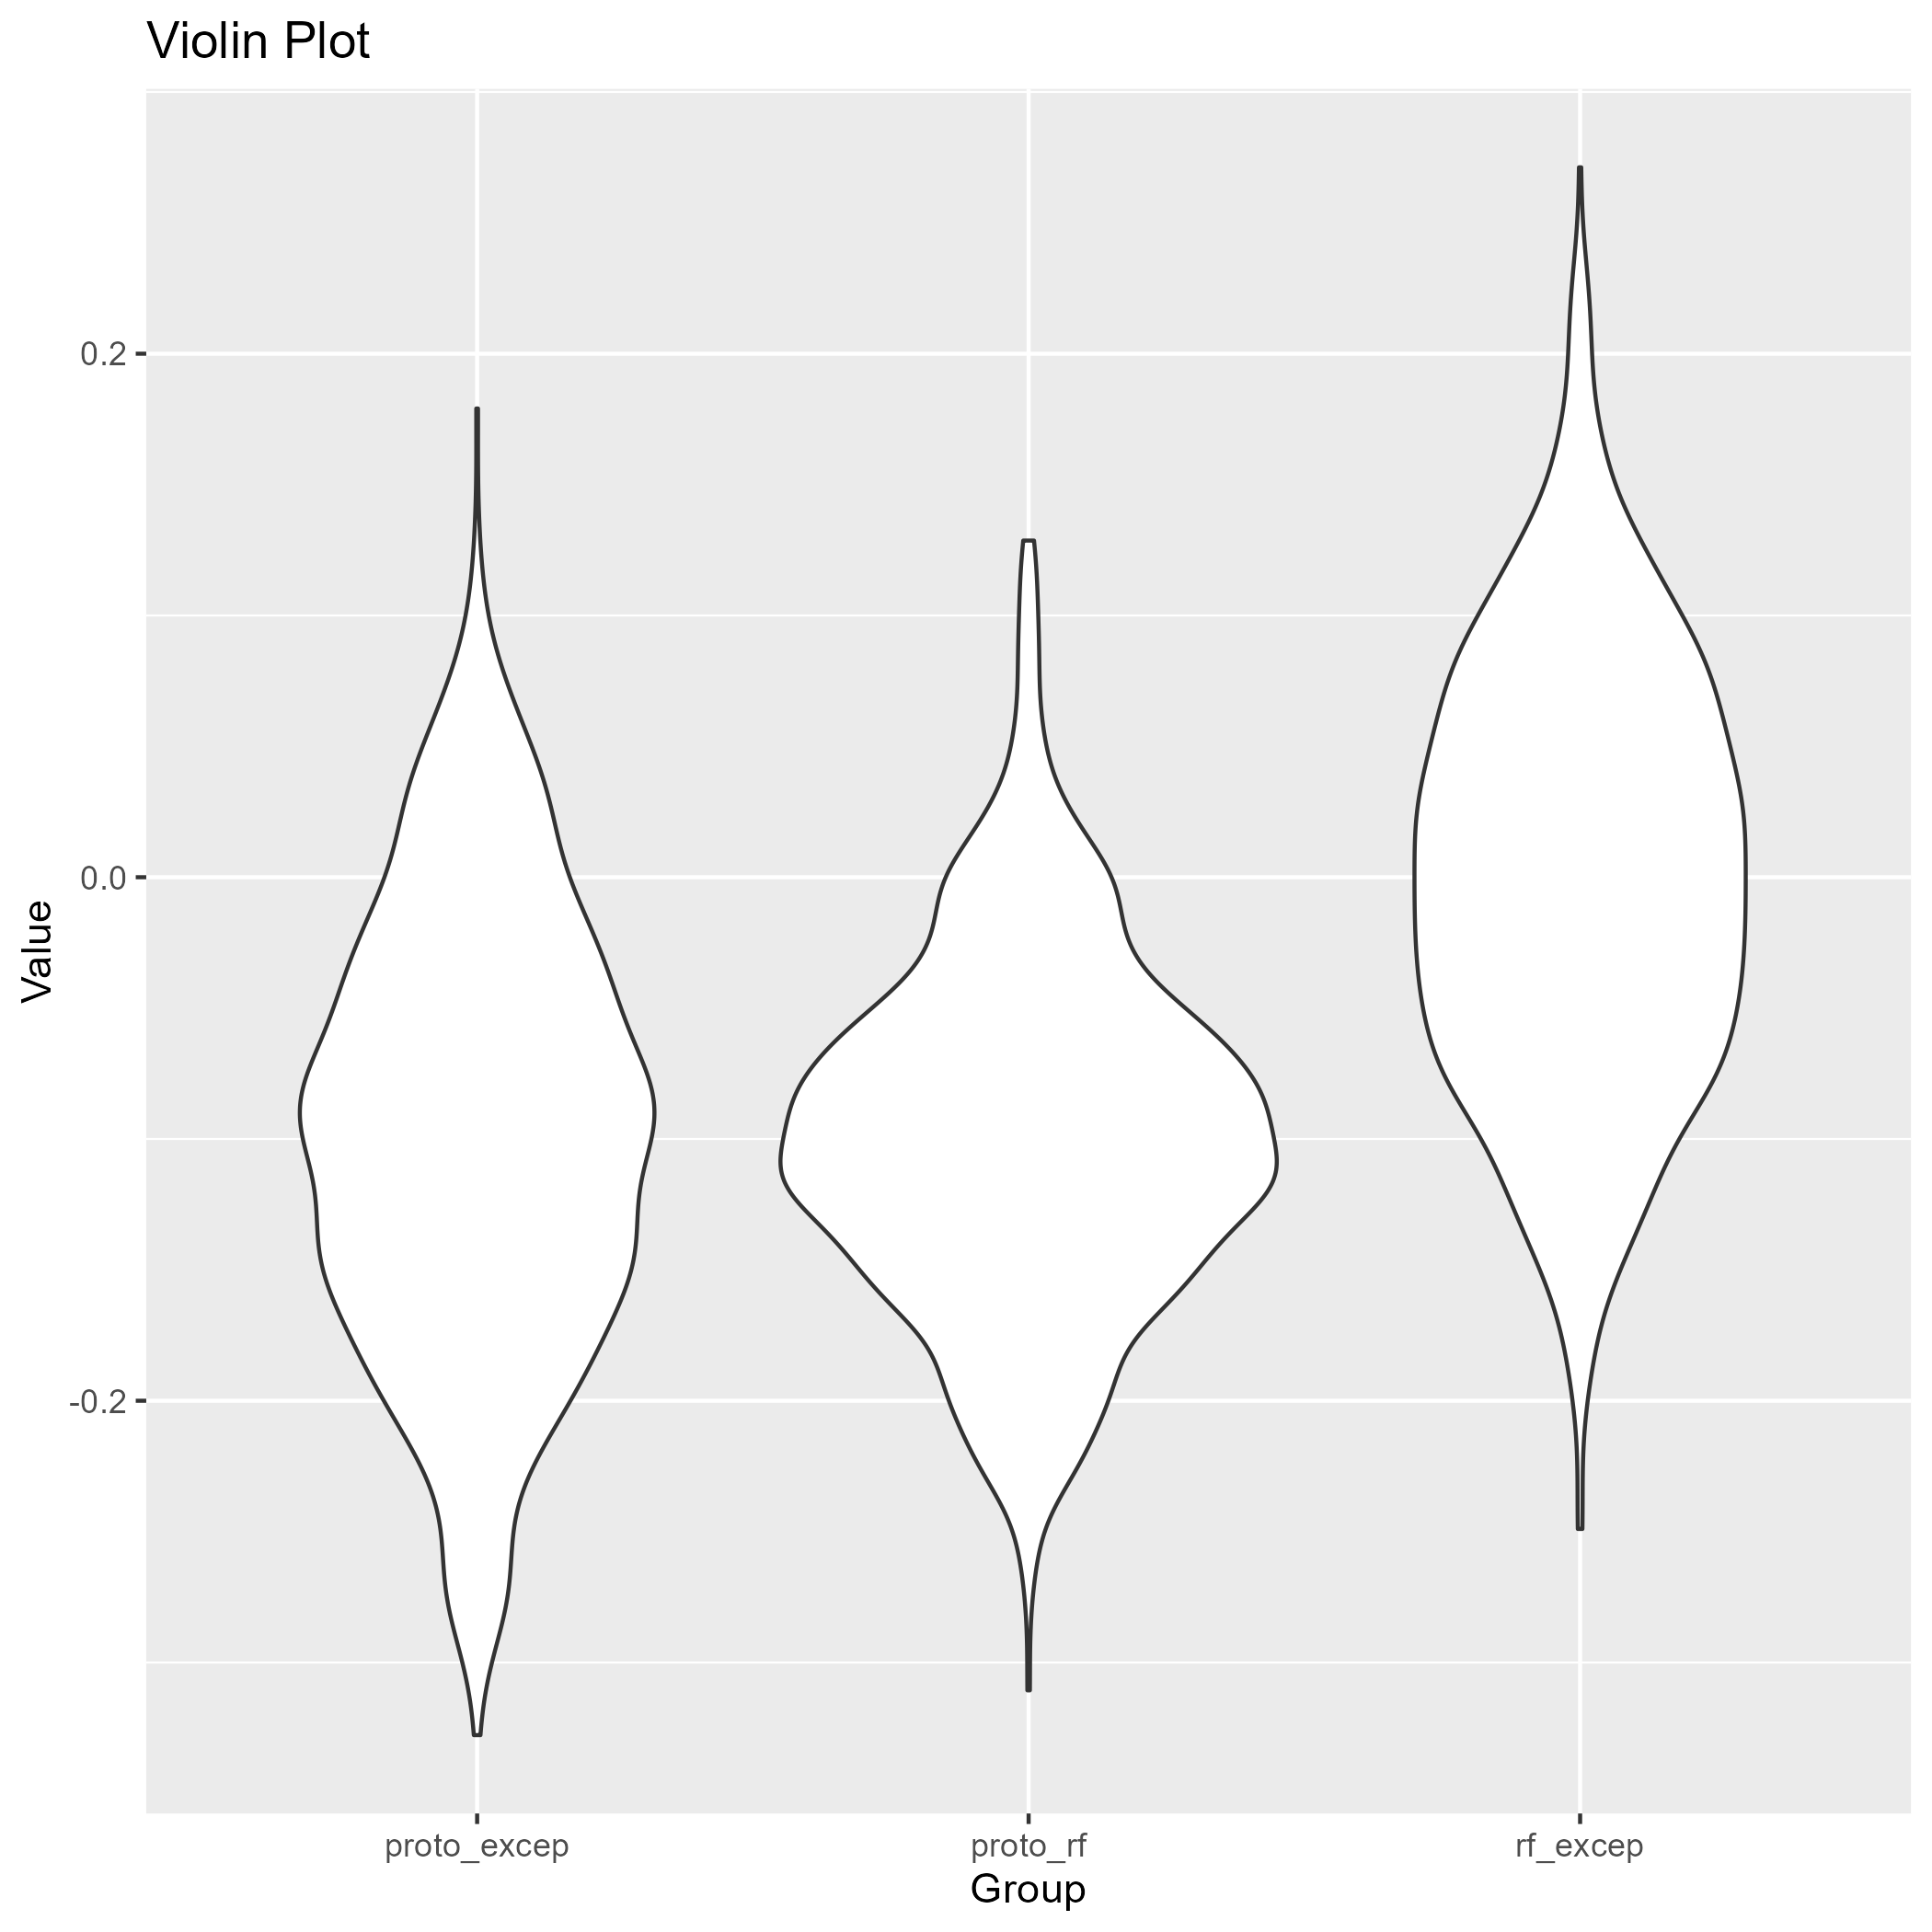 Violin Plot
0.2
0.0
-0.2
Value
proto_excep proto_rf rf_excep
Group